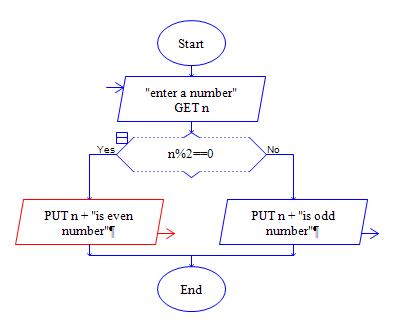 Start
"enter a number"
GET n
Yes
No
n%2==0
PUT n + "is even
number"¶
PUT n + "is odd
number"¶
End